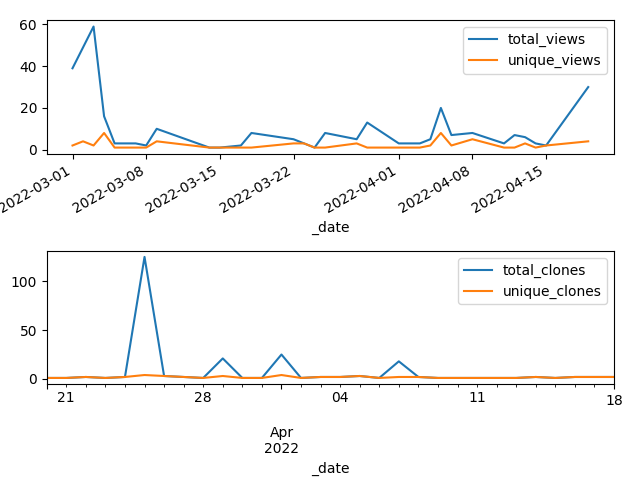 60
40
20
0
total_views
unique_views
2022-03-01
2022-03-08
2022-03-15
2022-03-22
2022-04-01
2022-04-08
2022-04-15
_date
100
50
0
total_clones
unique_clones
21 28 04 11 18
Apr
2022
_date